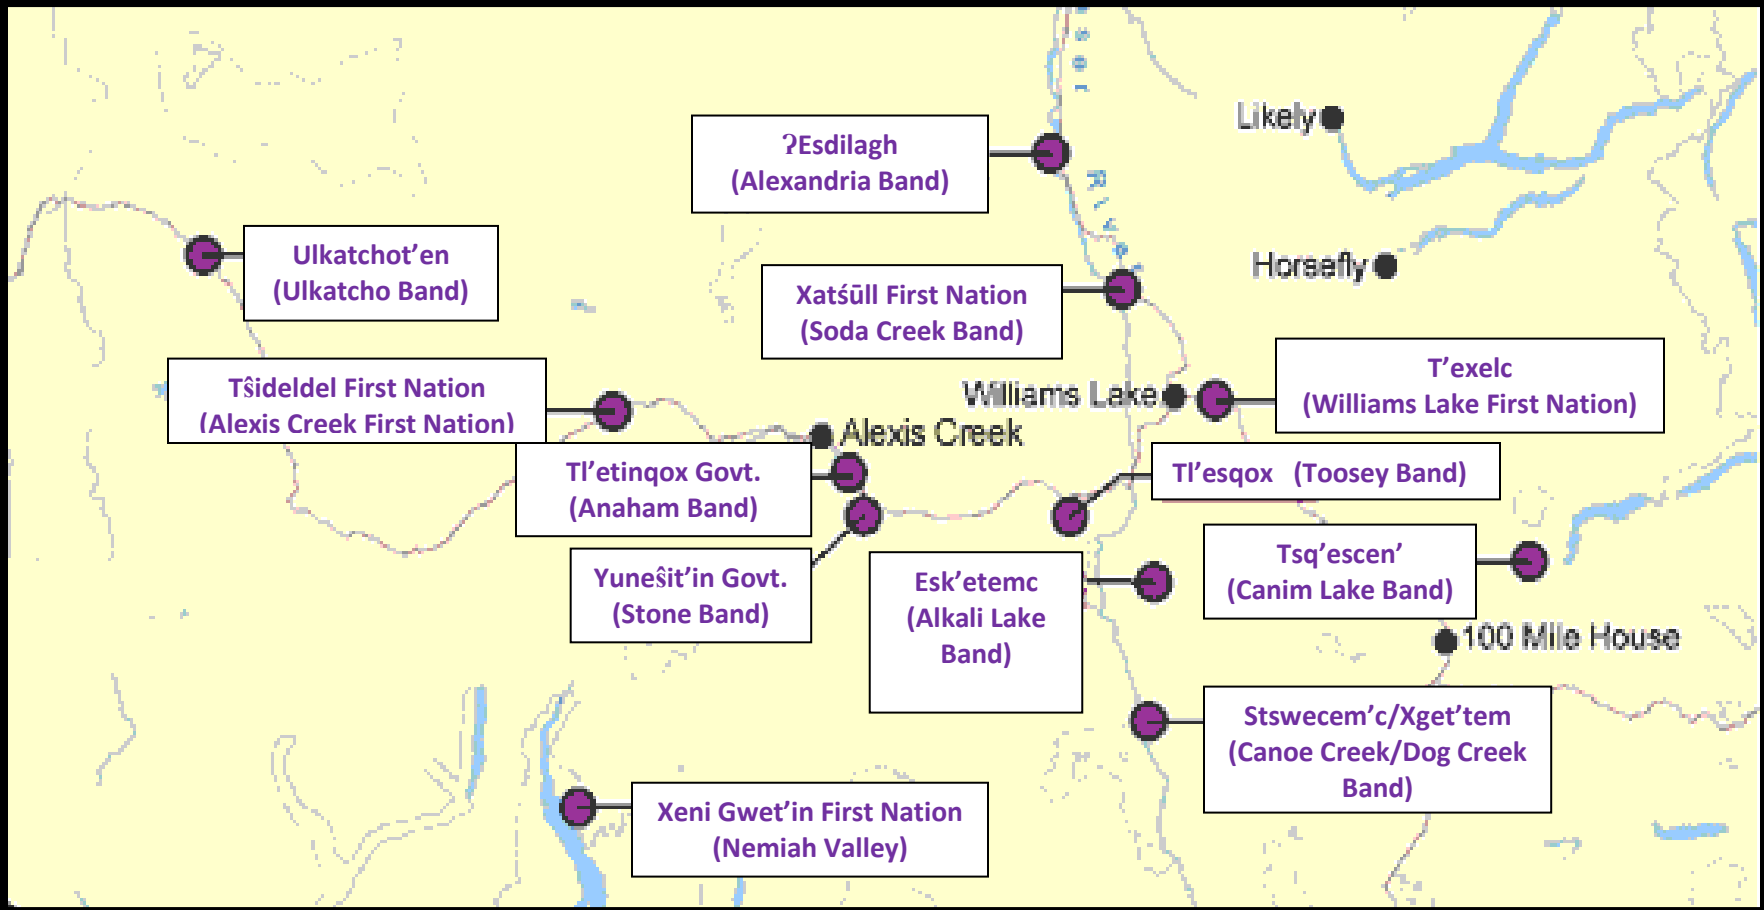 s o r
River
Likely
ʔEsdilagh
(Alexandria Band)
Horsefly
Ulkatchot’en
(Ulkatcho Band)
Xatśūll First Nation
(Soda Creek Band)
T’exelc
(Williams Lake First Nation)
Williams Lake
Tŝideldel First Nation
(Alexis Creek First Nation)
Alexis Creek
Tl’etinqox Govt.
(Anaham Band)
Tl’esqox (Toosey Band)
Yuneŝit’in Govt.
(Stone Band)
Esk’etemc
(Alkali Lake
Band)
Tsq’escen’
(Canim Lake Band)
100 Mile House
Stswecem’c/Xget’tem
(Canoe Creek/Dog Creek
Band)
Xeni Gwet’in First Nation
(Nemiah Valley)